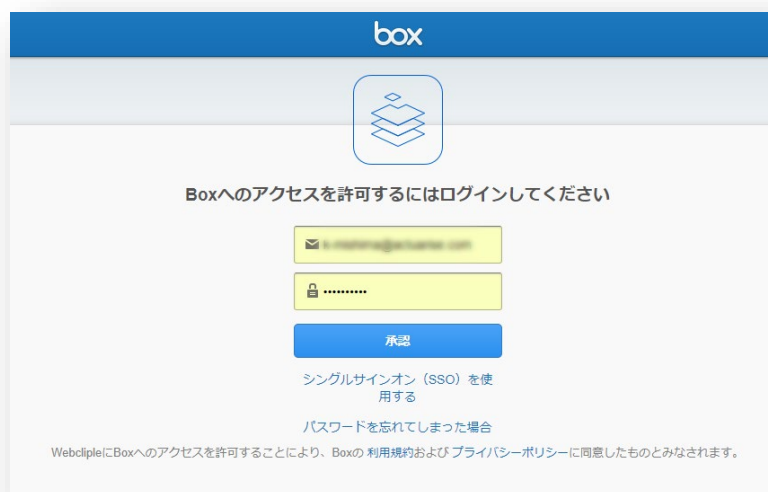 box
Boxへのアクセスを許可するにはログインしてください
••••••••••
承認
シングルサインオン（SSO）を使
用する
パスワードを忘れてしまった場合
WeblipleにBoxへのアクセスを許可することにより、Boxの 利用規約および プライバシーポリシーに同意したものとみなされます。